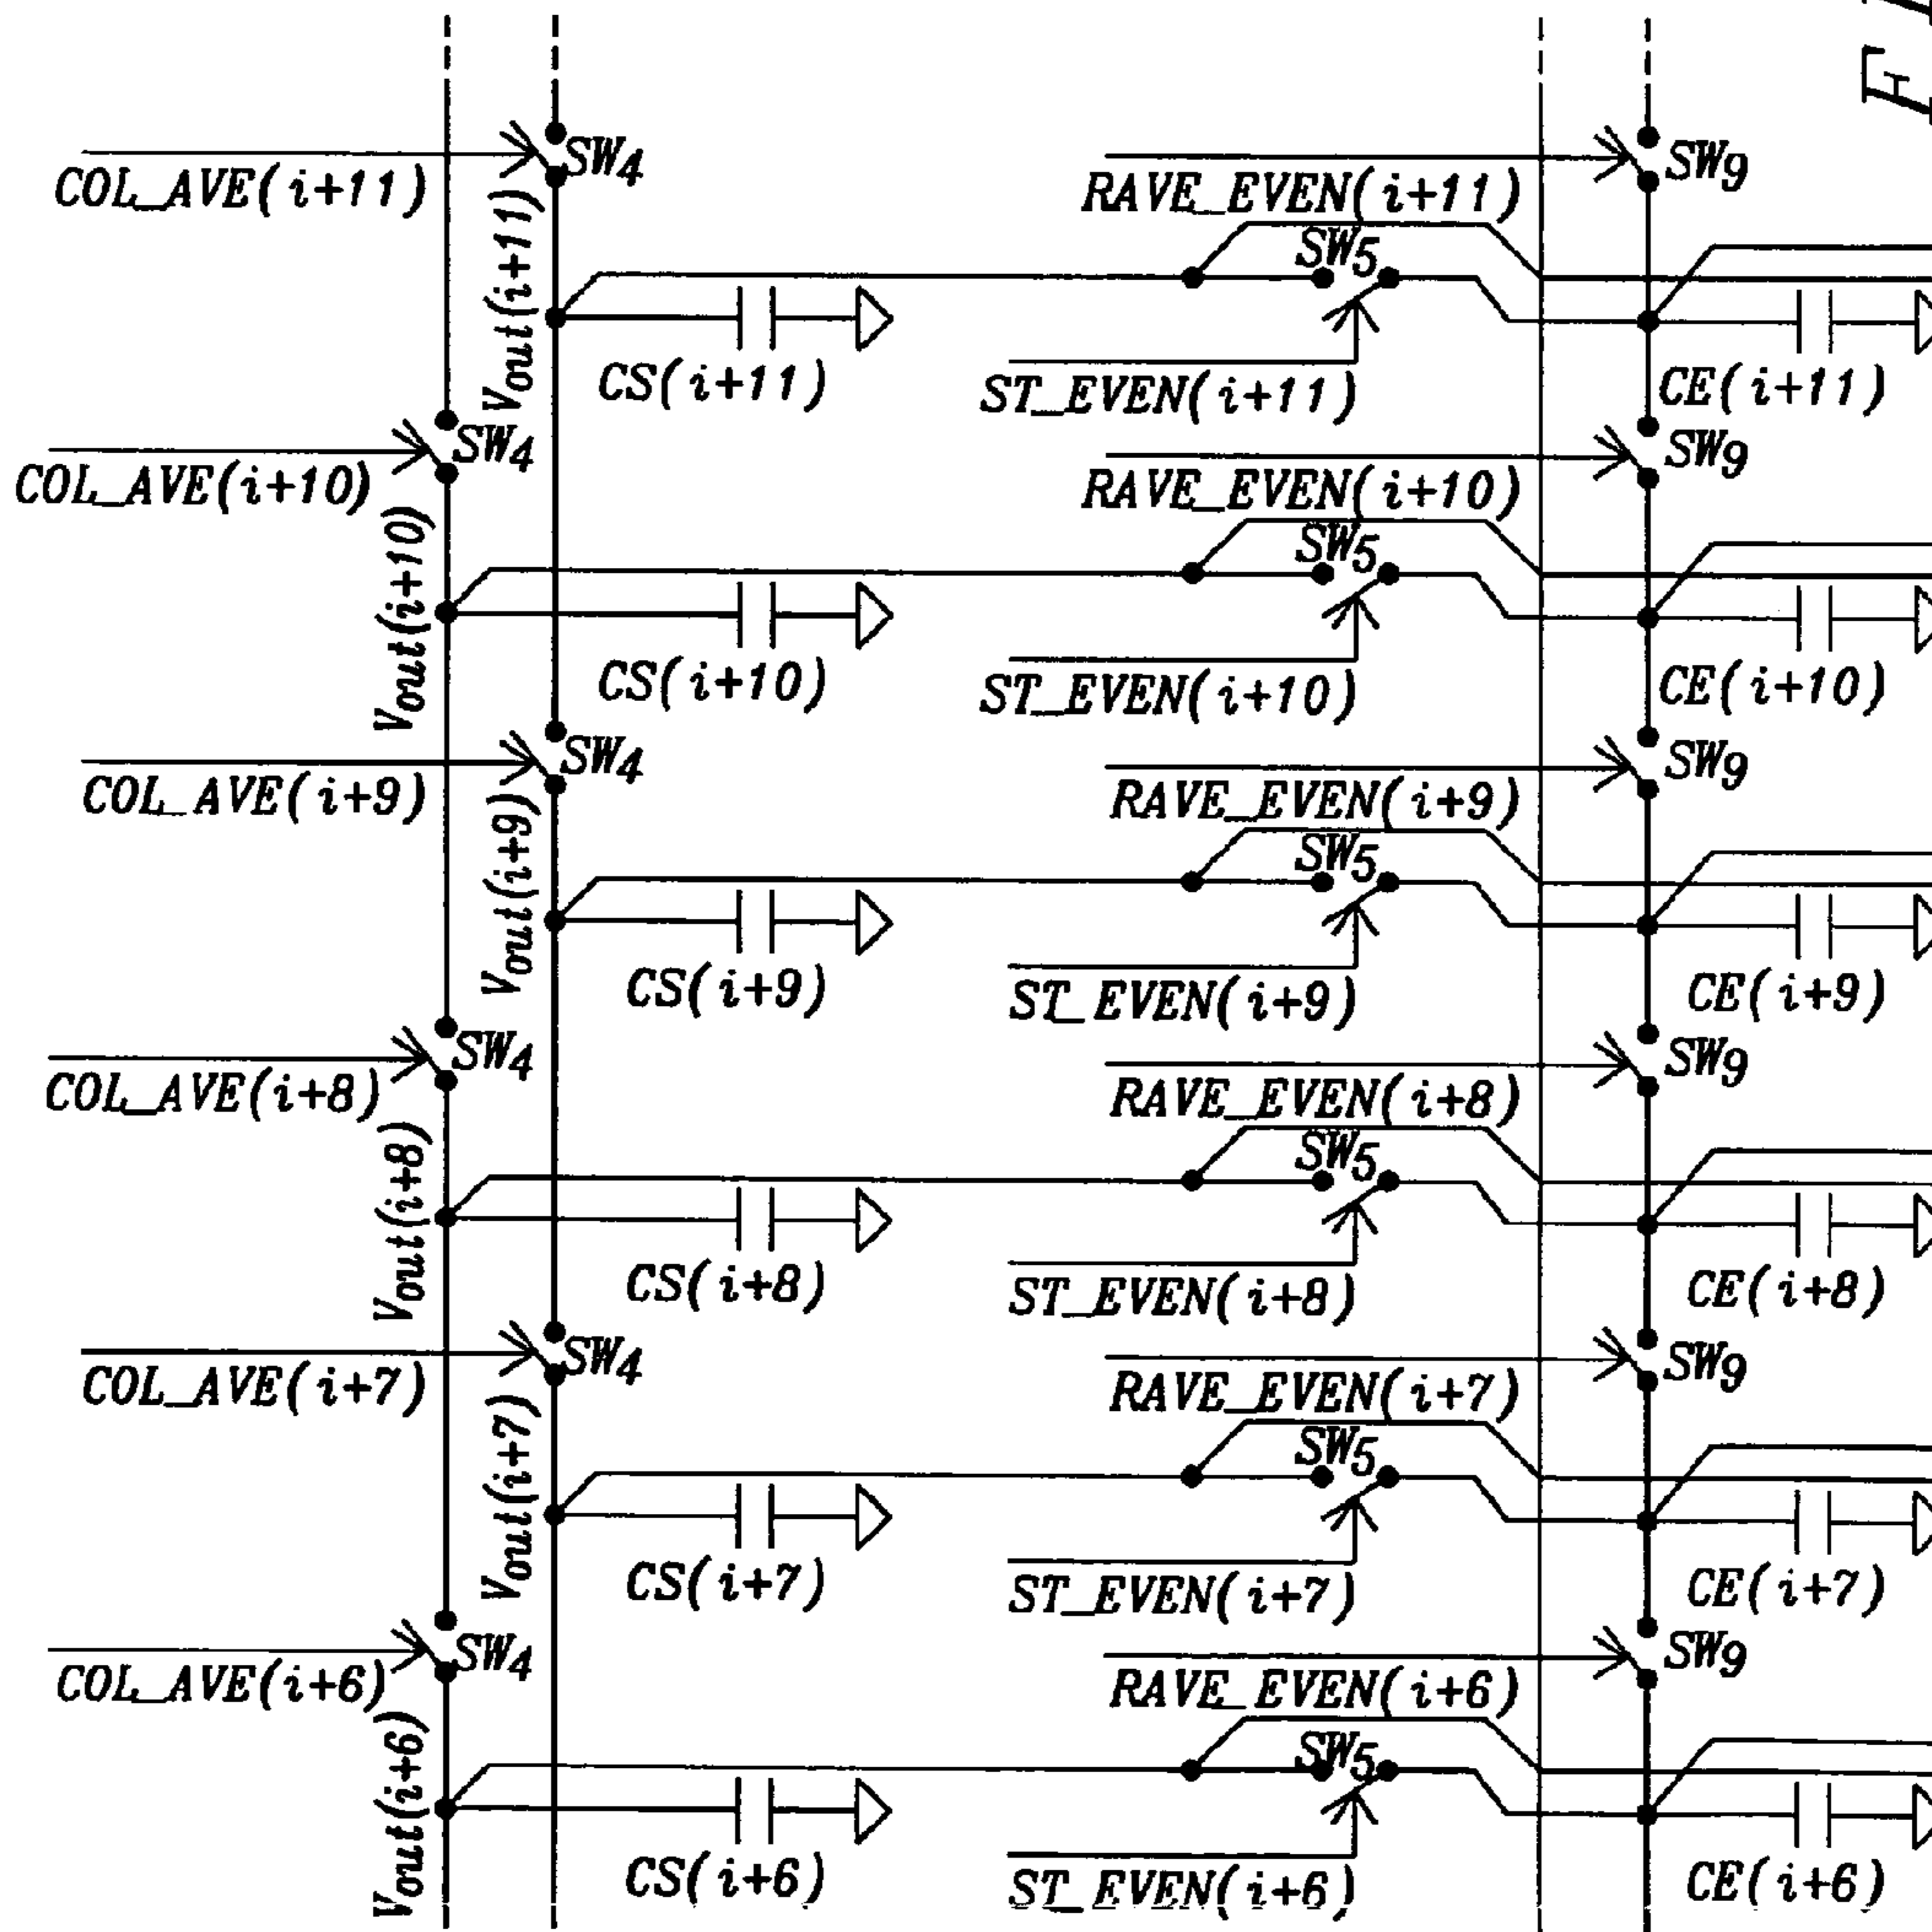 F
SW4
SW9
COL_AVE(i+11)
RAVE_EVEN(i+11)
Vout(i+11)
SW5
CS(i+11)
ST_EVEN(i+11)
CE(i+11)
SW4
SW9
COL_AVE(i+10)
RAVE_EVEN(i+10)
Vout(i+10)
SW5
CS(i+10)
ST_EVEN(i+10)
CE(i+10)
SW4
SW9
COL_AVE(i+9)
RAVE_EVEN(i+9)
Vout(i+9)
SW5
CS(i+9)
ST_EVEN(i+9)
CE(i+9)
SW4
SW9
COL_AVE(i+8)
RAVE_EVEN(i+8)
Vout(i+8)
SW5
CS(i+8)
ST_EVEN(i+8)
CE(i+8)
SW4
SW9
COL_AVE(i+7)
RAVE_EVEN(i+7)
Vout(i+7)
SW5
CS(i+7)
ST_EVEN(i+7)
CE(i+7)
SW4
SW9
COL_AVE(i+6)
RAVE_EVEN(i+6)
Vout(i+6)
SW5
CS(i+6)
ST_EVEN(i+6)
CE(i+6)